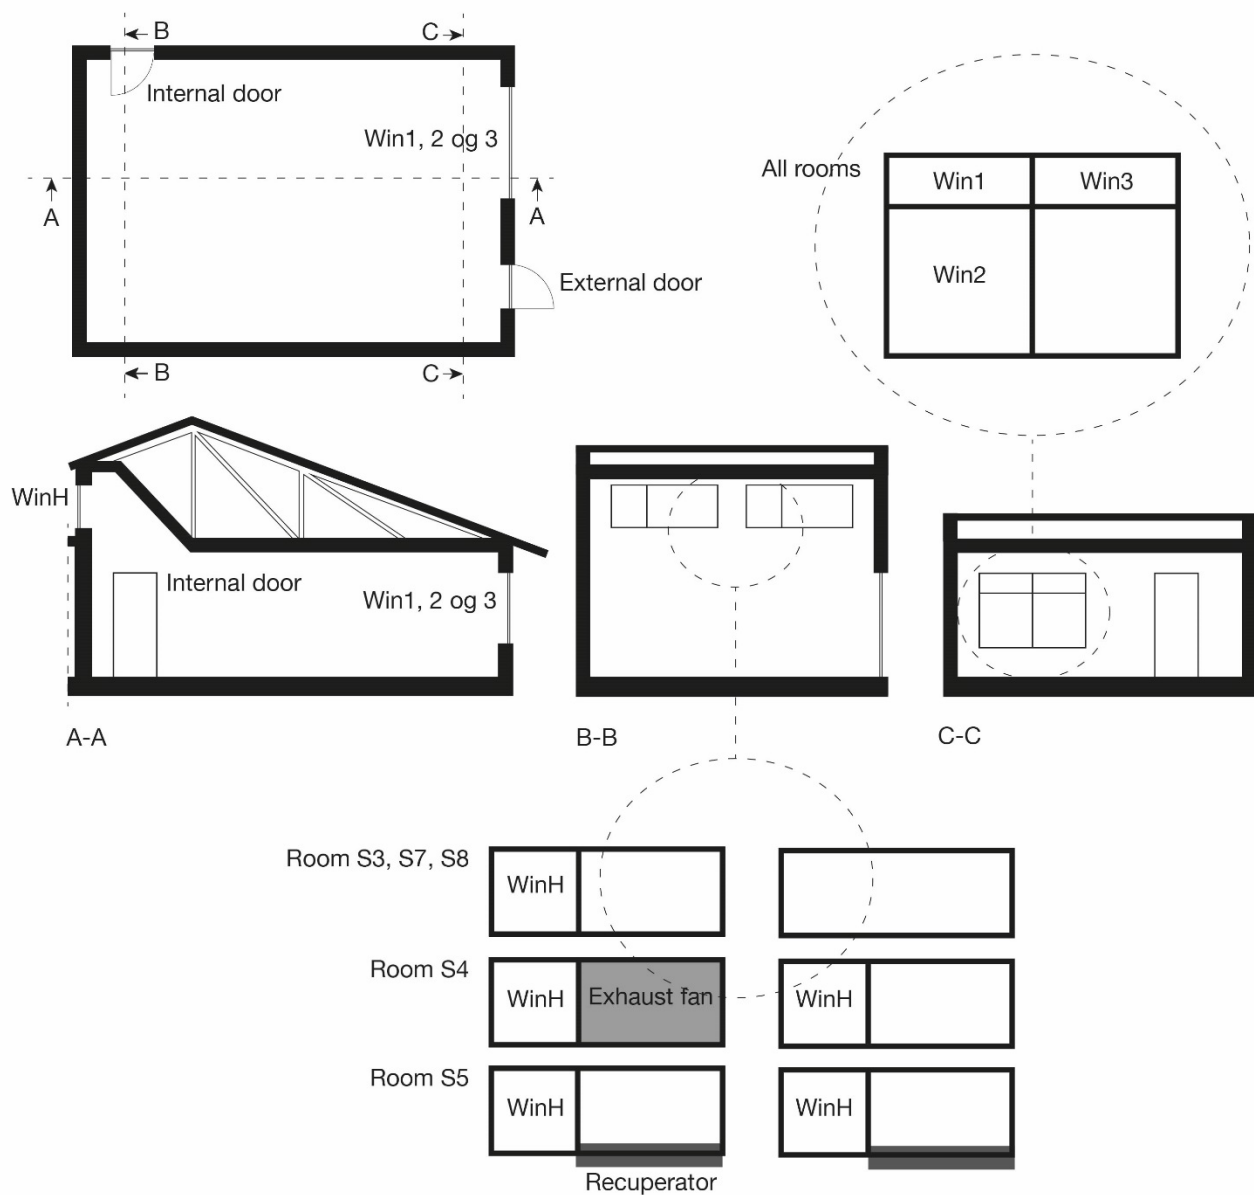 B
C
Internal door
Win1, 2 og 3
A
A
External door
B
C
All rooms
Win1
Win3
Win2
WinH
Internal door
Win1, 2 og 3
A-A
B-B
C-C
Room S3, S7, S8
WinH
Room S4
WinH
Exhaust fan
WinH
Room S5
WinH
WinH
Recuperator